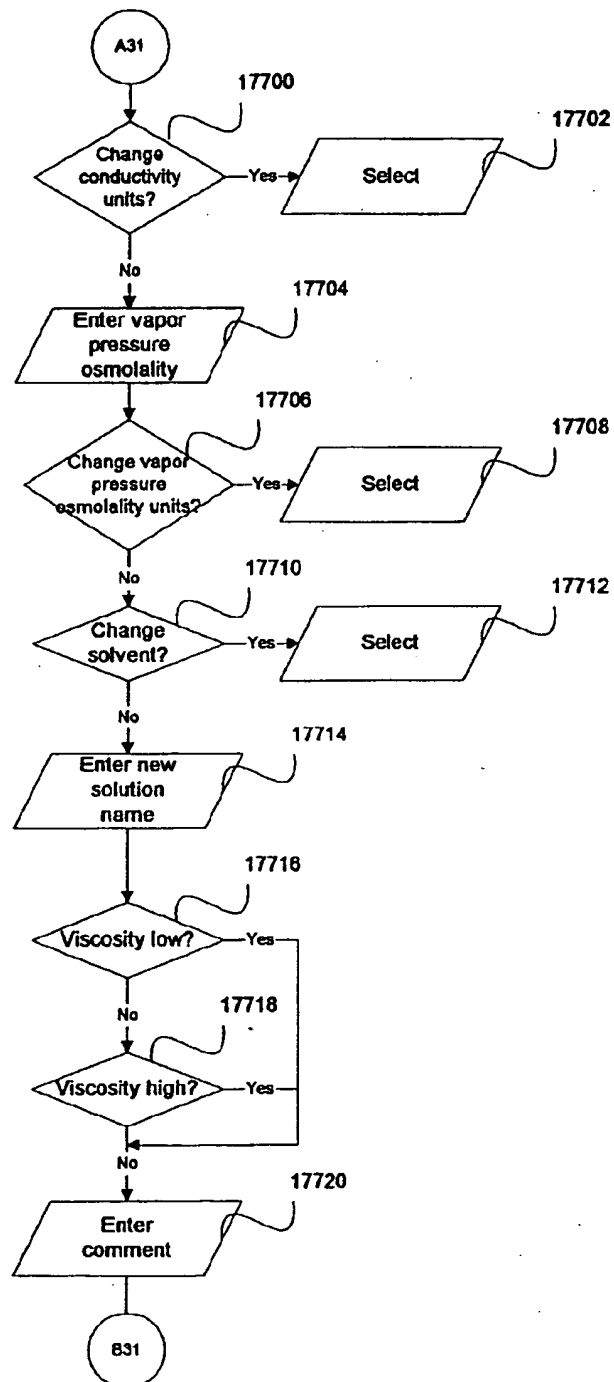 A31
17700
Change
conductivity
units?
Yes
17702
Select
No
17704
Enter vapor
pressure
osmolality
17706
Change vapor
pressure
osmolality units?
Yes
17708
Select
No
17710
Change
solvent?
Yes
17712
Select
No
17714
Enter new
solution
name
17716
Viscosity low?
Yes
No
17718
Viscosity high?
Yes
No
17720
Enter
comment
B31